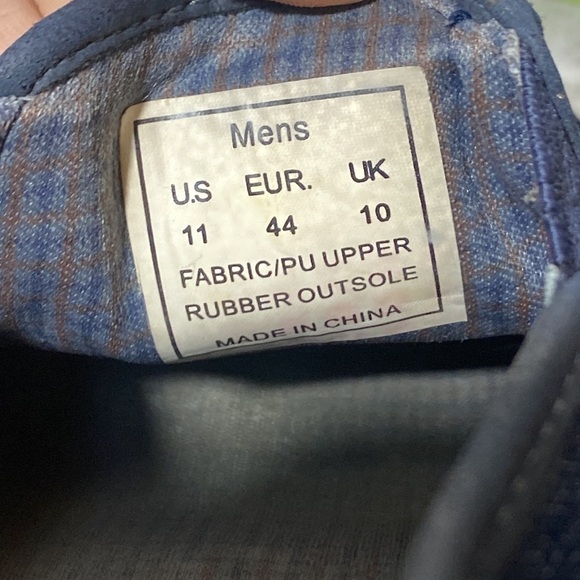 Mens
U.S EUR. UK
11 44 10
FABRIC/PU UPPER
RUBBER OUTSOLE
MADE IN CHINA